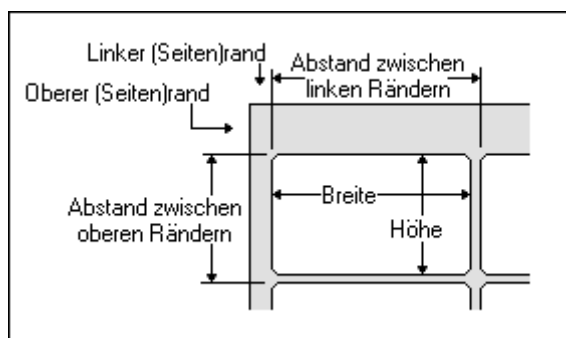 Linker (Seiten)rand
Abstand zwischen
linken Rändern
Oberer (Seiten)rand
Breite
Abstand zwischen
oberen Rändern
Höhe